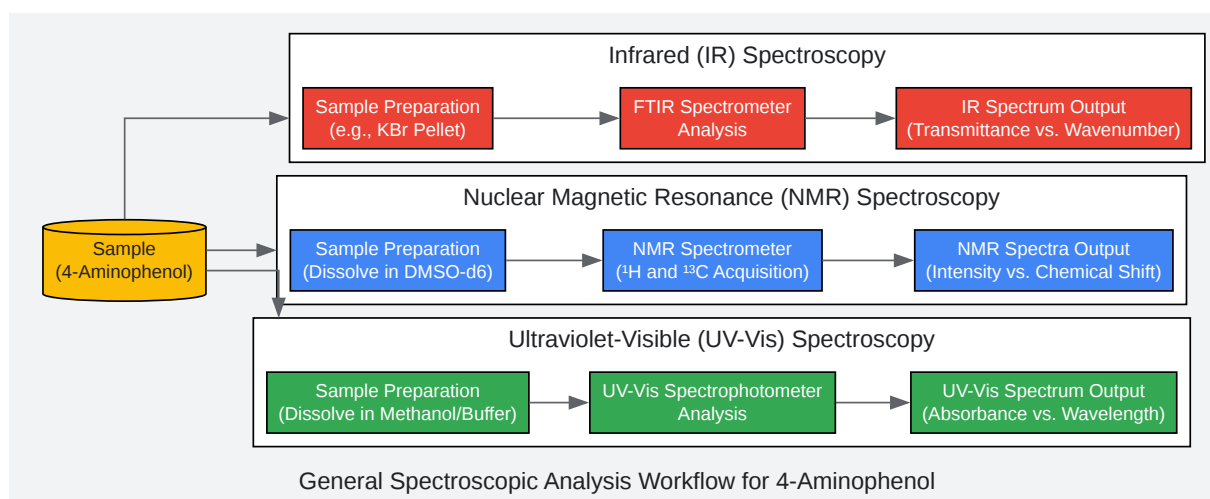 Infrared (IR) Spectroscopy
Sample Preparation
(e.g., KBr Pellet)
FTIR Spectrometer
Analysis
IR Spectrum Output
(Transmittance vs. Wavenumber)
Nuclear Magnetic Resonance (NMR) Spectroscopy
Sample
(4-Aminophenol)
Sample Preparation
(Dissolve in DMSO-d6)
NMR Spectrometer
(¹H and ¹³C Acquisition)
NMR Spectra Output
(Intensity vs. Chemical Shift)
Ultraviolet-Visible (UV-Vis) Spectroscopy
Sample Preparation
(Dissolve in Methanol/Buffer)
UV-Vis Spectrophotometer
Analysis
UV-Vis Spectrum Output
(Absorbance vs. Wavelength)
General Spectroscopic Analysis Workflow for 4-Aminophenol